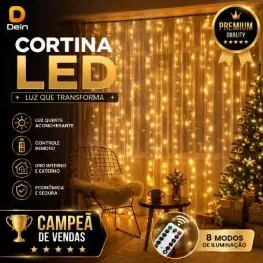 Dein
CORTINA
LED
LUZ QUE TRANSFORMA
PREMIUM
QUALITY
LUZ QUENTE
ACONCHEGANTE
CONTROLE
REMOTO
USO INTERNO
E EXTERNO
ECONÔMICA
E SEGURA
CAMPEÃ
DE VENDAS
8 MODOS
DE ILUMINAÇÃO